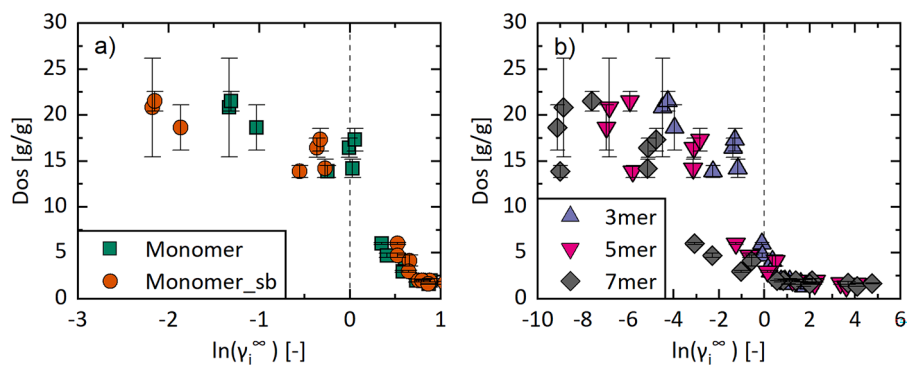 a)
Dos [g/g]
30
25
20
15
10
5
0
Monomer
Monomer_sb
-3 -2 -1 0 1
ln(γᵢ∞) [-]
b)
Dos [g/g]
30
25
20
15
10
5
0
3mer
5mer
7mer
-10 -8 -6 -4 -2 0 2 4 6
ln(γᵢ∞) [-]